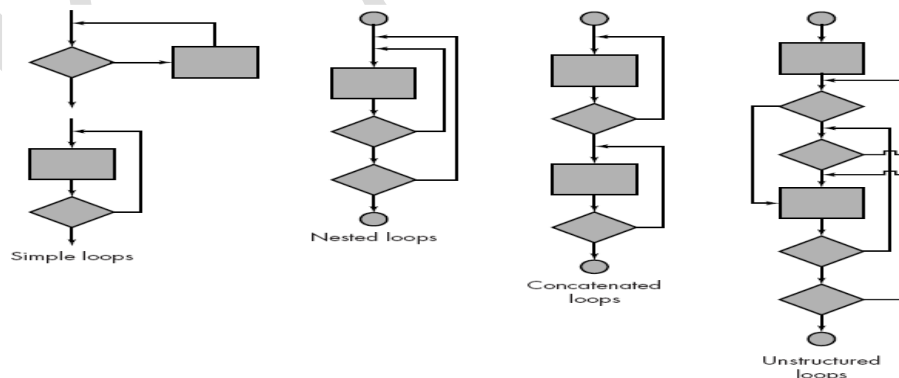 Simple loops
Nested loops
Concatenated
loops
Unstructured
loops